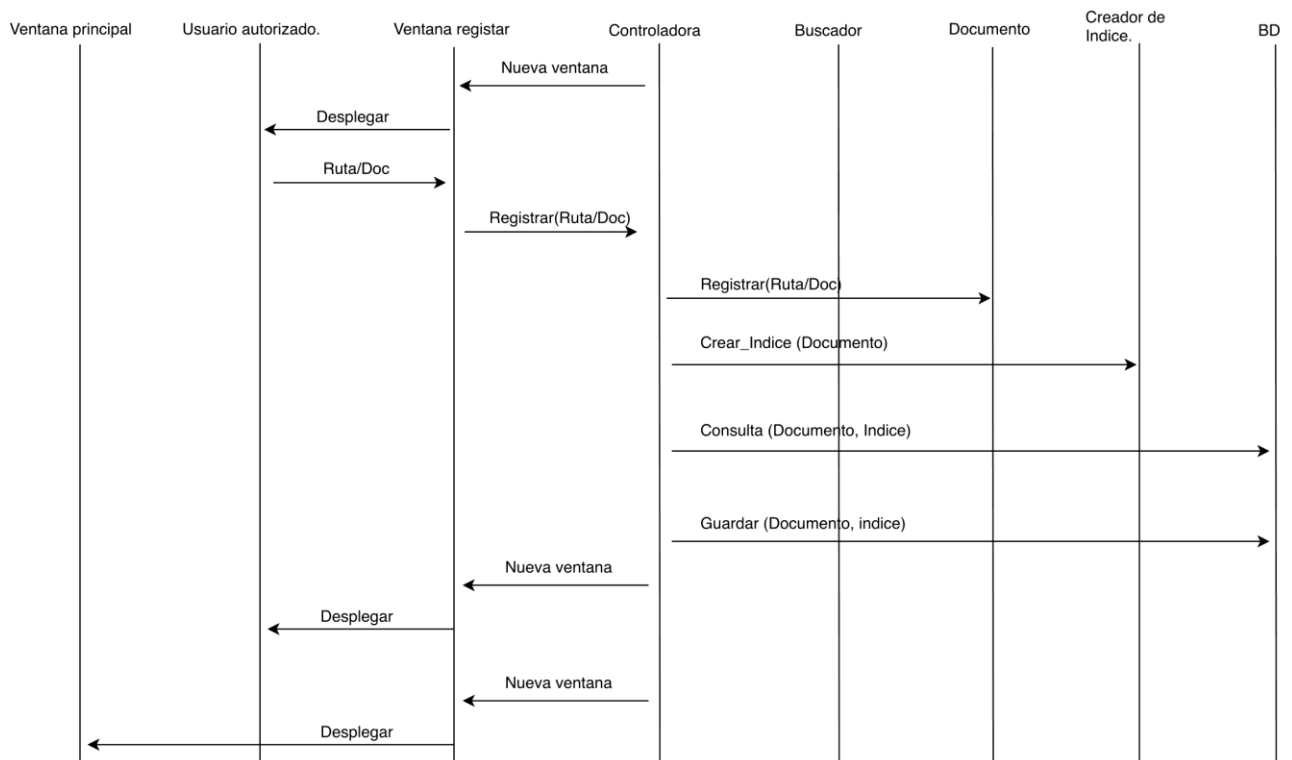 Ventana principal
Usuario autorizado.
Ventana registar
Controladora
Buscador
Documento
Creador de
Indice.
BD
Nueva ventana
Desplegar
Ruta/Doc
Registrar(Ruta/Doc)
Registrar(Ruta/Doc)
Crear_Indice (Documento)
Consulta (Documento, Indice)
Guardar (Documento, indice)
Nueva ventana
Desplegar
Nueva ventana
Desplegar